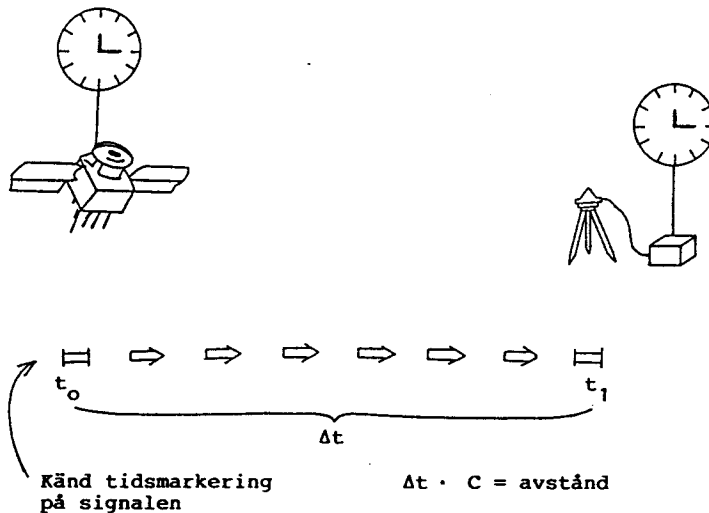 t₀ t₁
Δt
Känd tidsmarkering
på signalen
Δt · C = avstånd